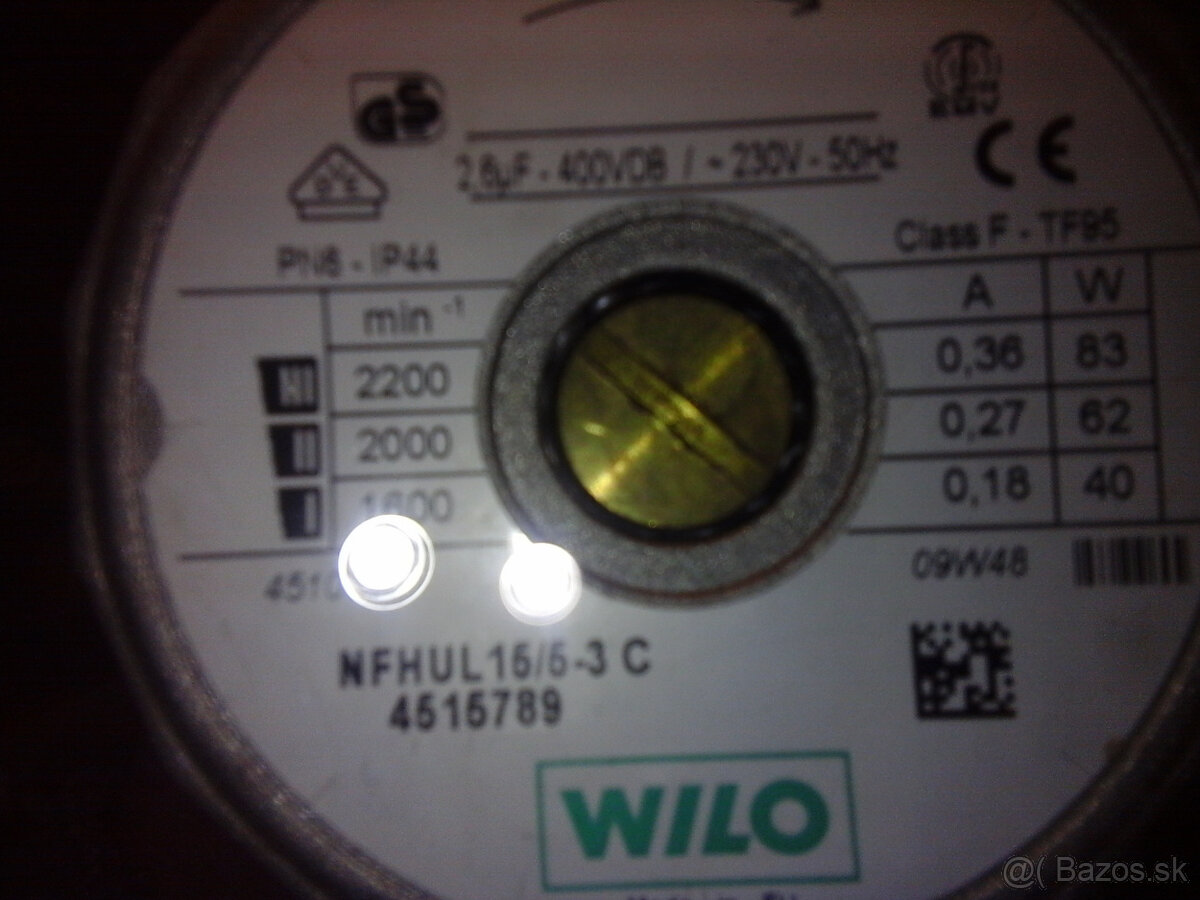 GS
2,6µF - 400VDB / ~ 230V - 50Hz
CE
PN6 - IP44
Class F - TF95
min -1
A W
2200 0,36 83
2000 0,27 62
0,18 40
09W48
NFHUL15/5-3 C
4515789
WILO
@( Bazos.sk